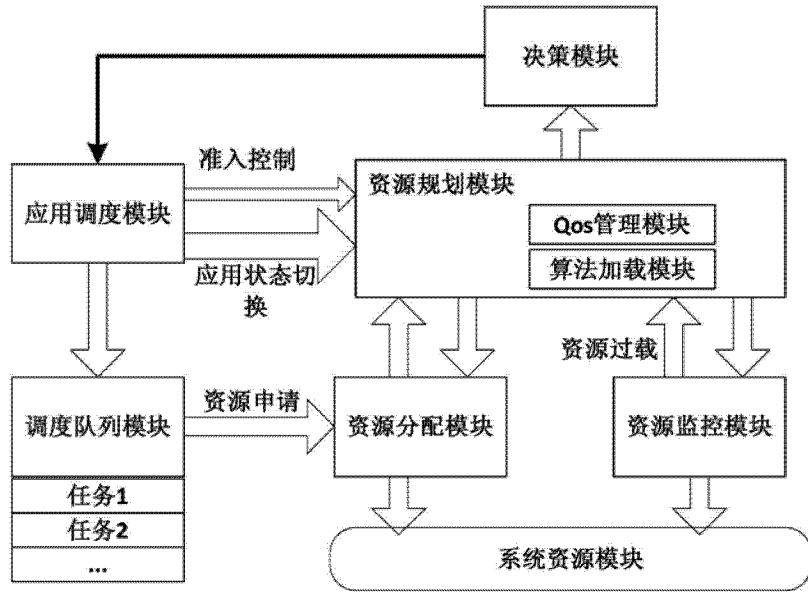 决策模块
准入控制
资源规划模块
应用调度模块
Qos管理模块
算法加载模块
应用状态切
换
资源过载
资源申请
调度队列模块
资源分配模块
资源监控模块
任务1
任务2
...
系统资源模块